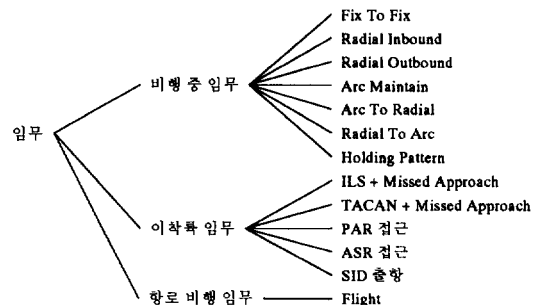 Fix To Fix
Radial Inbound
Radial Outbound
비행 중 임무
Arc Maintain
Arc To Radial
임무
Radial To Arc
Holding Pattern
ILS + Missed Approach
TACAN + Missed Approach
이착륙 임무
PAR 접근
ASR 접근
SID 출항
항로 비행 임무
Flight